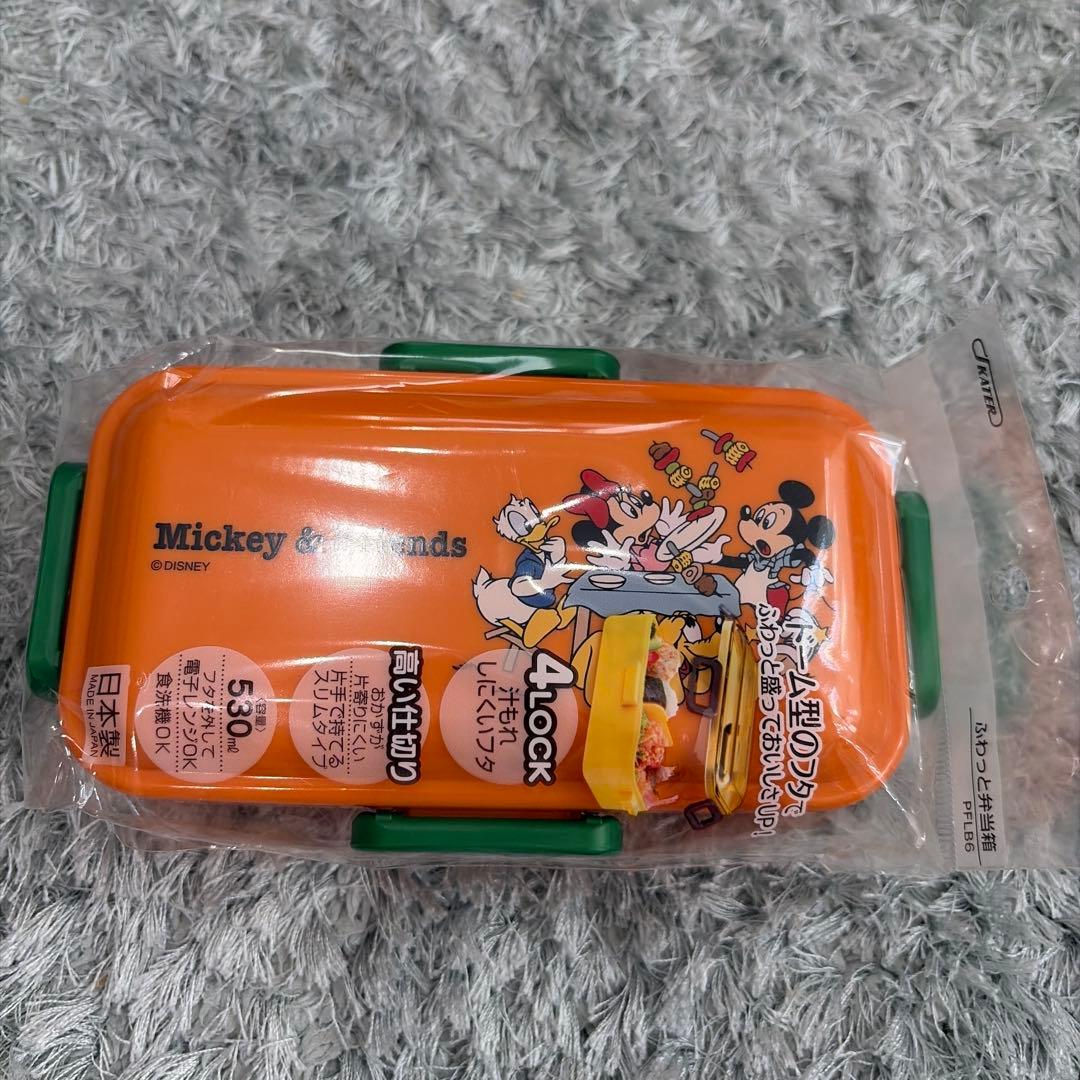 SKATER
ふわっと弁当箱
PFLB6
Mickey & Friends
© DISNEY
ドーム型のフタで
ふわっと盛っておいしさUP!
4LOCK
汁もれ
しにくいフタ
高い仕切り
おかずが
片寄りにくい
片手で持てる
スリムタイプ
〈容量〉
530㎖
フタをはずして
電子レンジOK
食洗機OK
日本製
MADE IN JAPAN